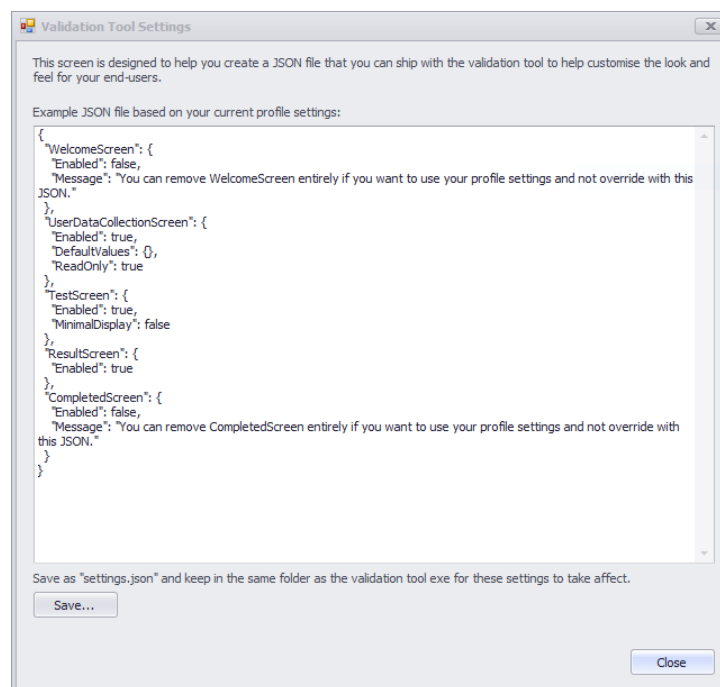 Validation Tool Settings
This screen is designed to help you create a JSON file that you can ship with the validation tool to help customise the look and
feel for your end-users.
Example JSON file based on your current profile settings:
{
"WelcomeScreen": {
"Enabled": false,
"Message": "You can remove WelcomeScreen entirely if you want to use your profile settings and not override with this
JSON."
},
"UserDataCollectionScreen": {
"Enabled": true,
"DefaultValues": {},
"ReadOnly": true
},
"TestScreen": {
"Enabled": true,
"MinimalDisplay": false
},
"ResultScreen": {
"Enabled": true
},
"CompletedScreen": {
"Enabled": false,
"Message": "You can remove CompletedScreen entirely if you want to use your profile settings and not override with
this JSON."
}
}
Save as "settings.json" and keep in the same folder as the validation tool exe for these settings to take affect.
Save...
Close